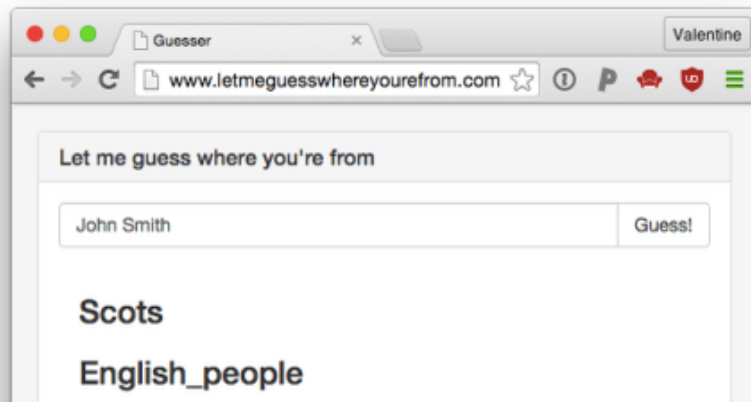 Guesser
Valentine
www.letmeguesswhereyourefrom.com
Let me guess where you're from
John Smith
Guess!
Scots
English_people